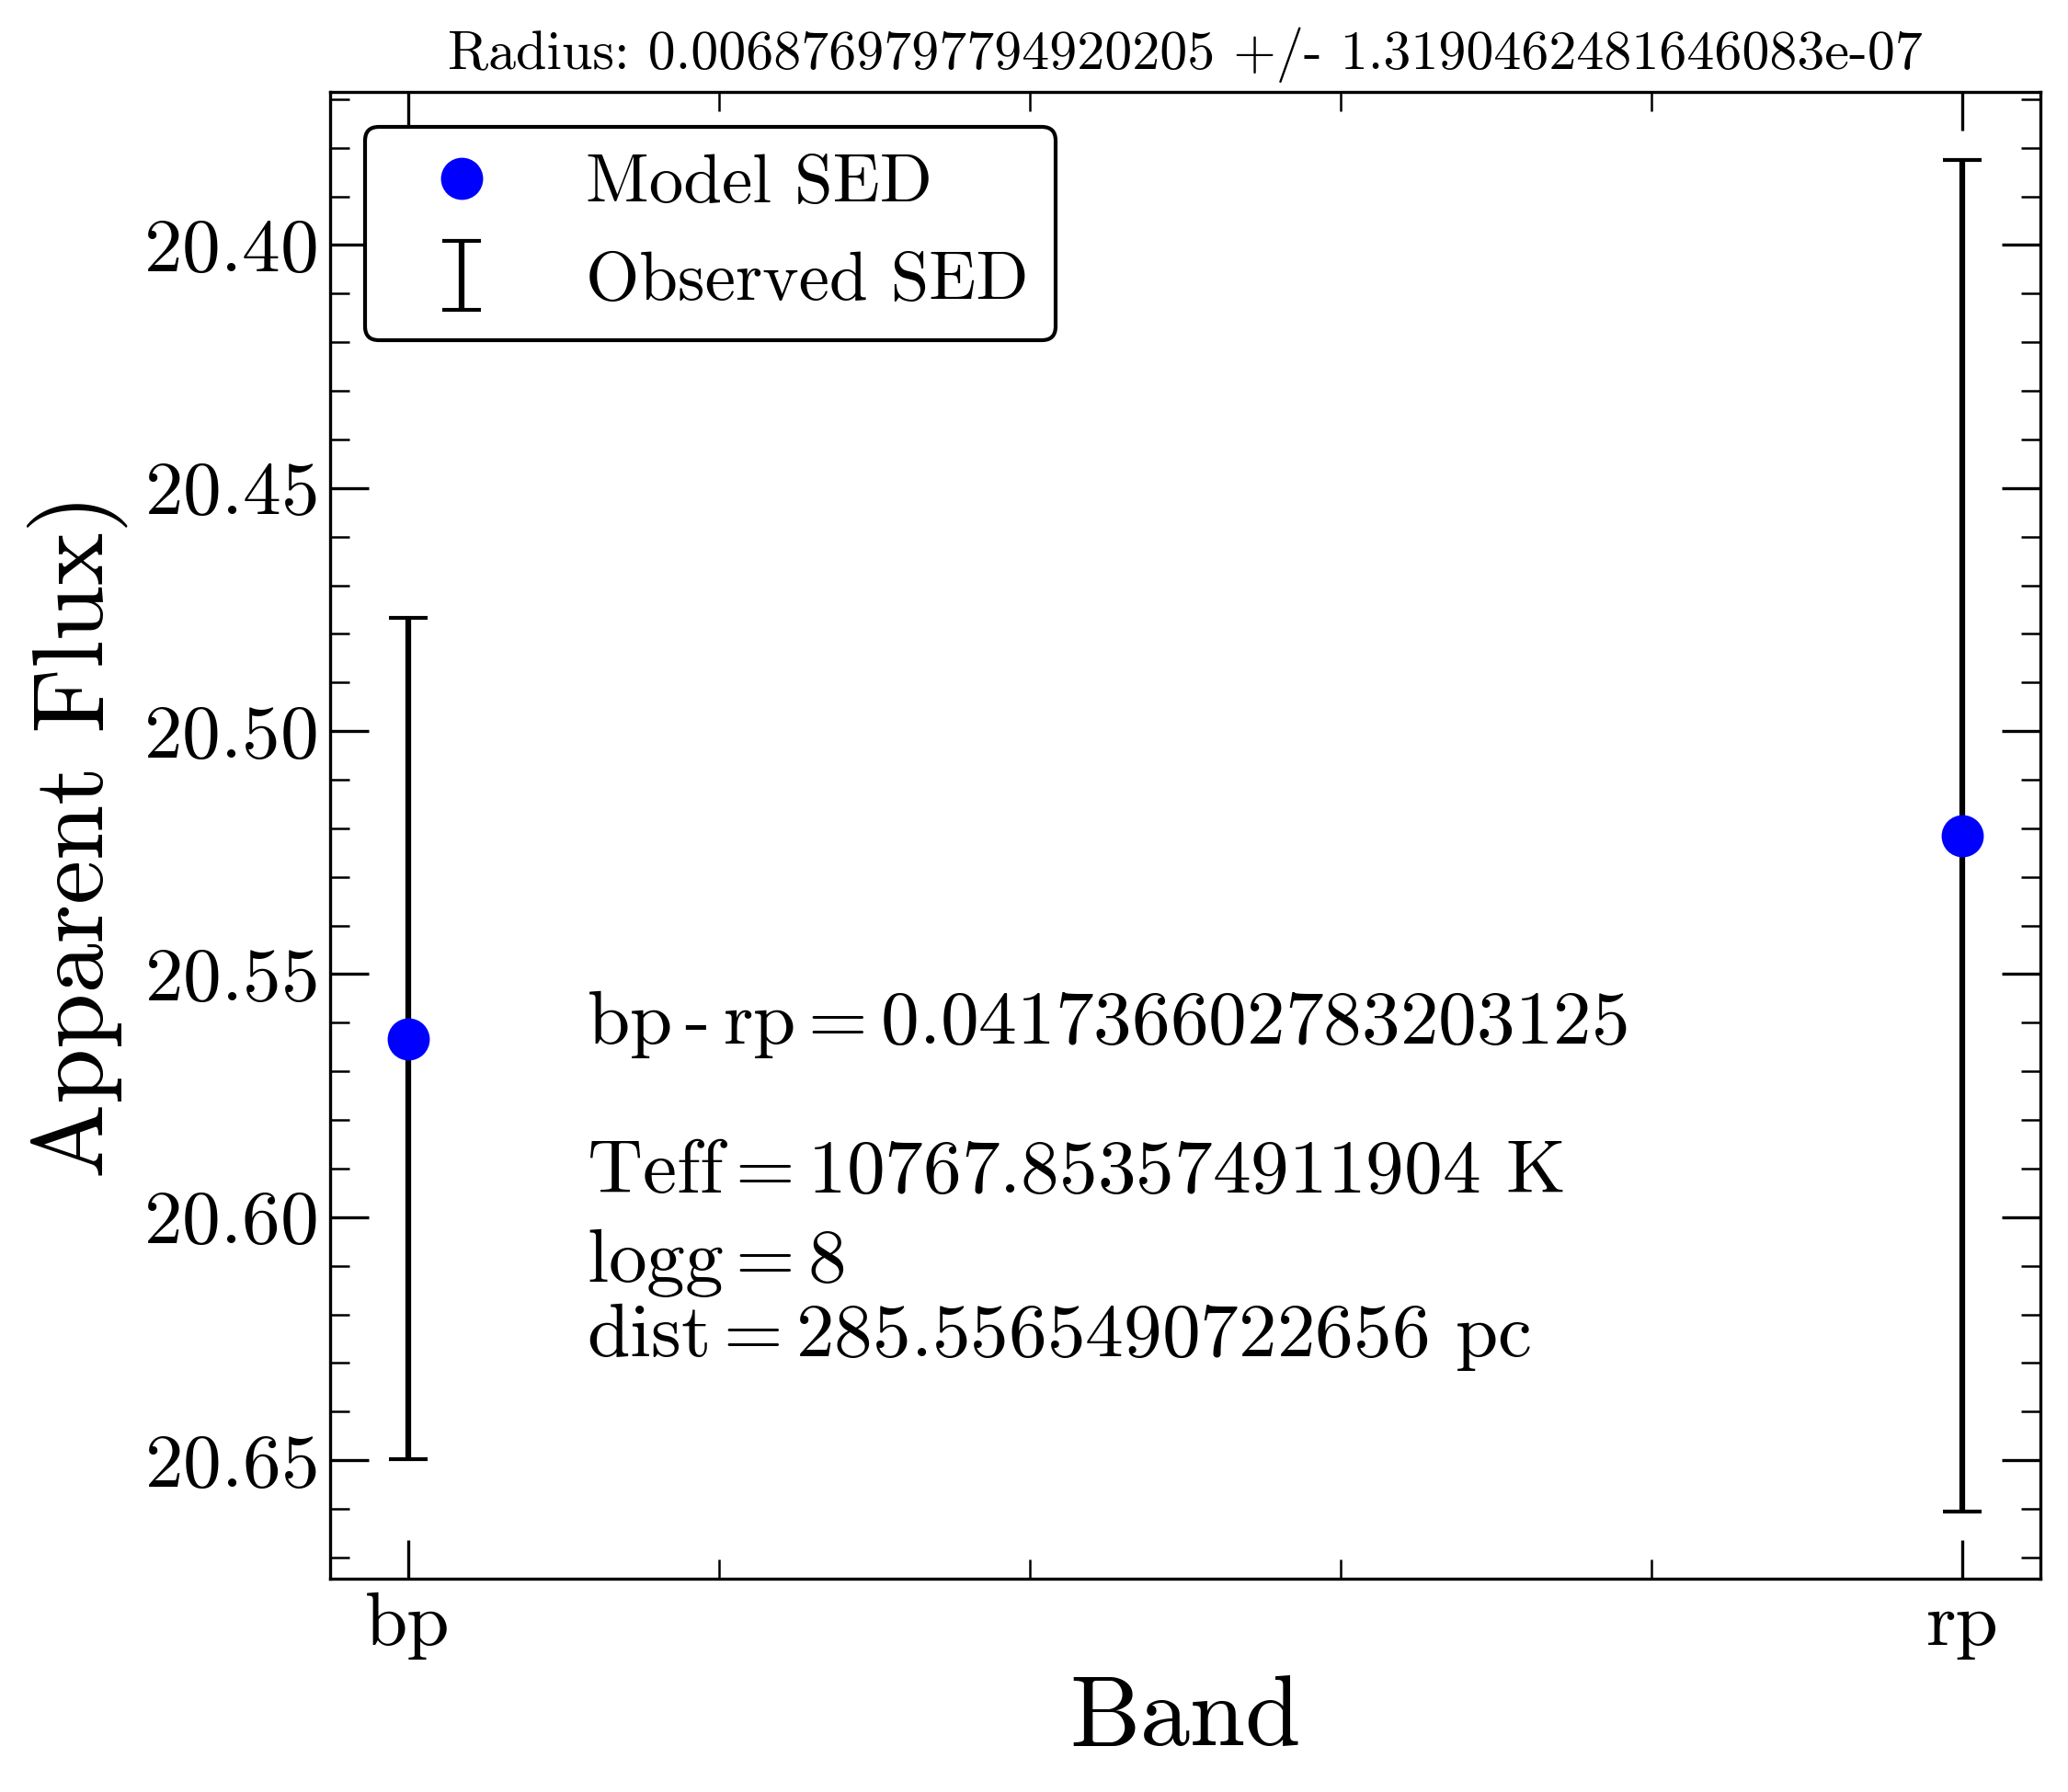 Radius: 0.0068769797794920205 +/- 1.3190462481646083e-07
Model SED
Observed SED
20.40
20.45
20.50
20.55
20.60
20.65
Apparent Flux)
bp - rp = 0.041736602783203125
Teff = 10767.853574911904 K
logg = 8
dist = 285.5565490722656 pc
bp
rp
Band